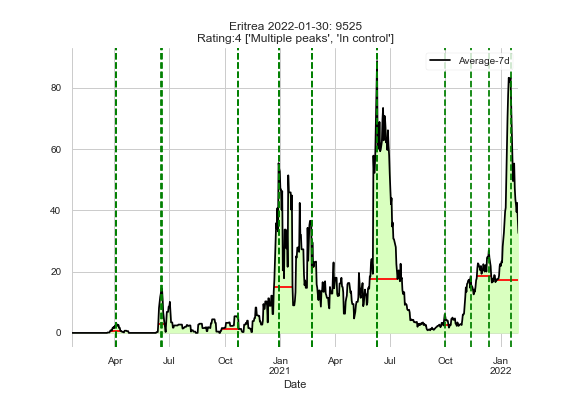 Eritrea 2022-01-30: 9525
Rating:4 ['Multiple peaks', 'In control']
Average-7d
80
60
40
20
0
Apr
Jul
Oct
Jan
2021
Apr
Jul
Oct
Jan
2022
Date